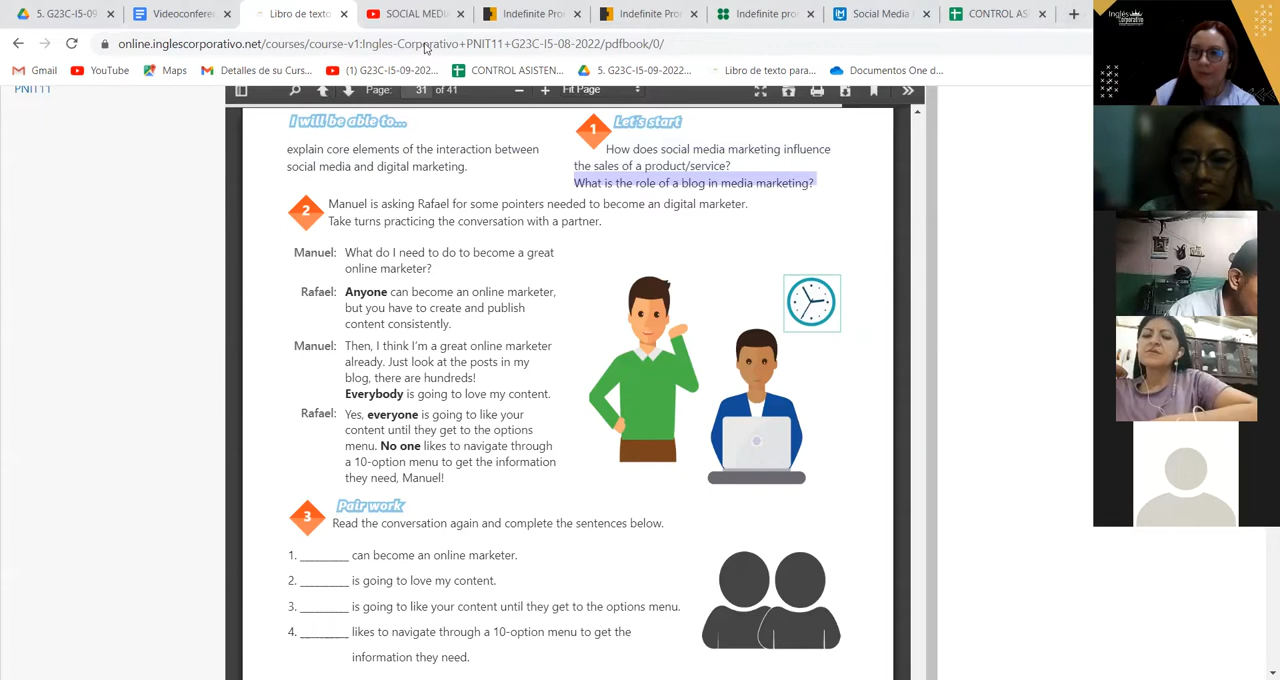 5. G23C-I5-09
Videoconfere
Libro de texto
SOCIAL MEDI
Indefinite Pro
Indefinite Pro
Indefinite pro
Social Media
CONTROL AS
online.inglescorporativo.net/courses/course-v1:Ingles-Corporativo+PNIT11+G23C-I5-08-2022/pdfbook/0/
Gmail
YouTube
Maps
Detalles de su Curs...
(1) G23C-I5-09-202...
CONTROL ASISTEN...
5. G23C-I5-09-2022...
Libro de texto para...
Documentos One d...
PNIT11
Page: 31 of 41
Fit Page
I will be able to...
explain core elements of the interaction between
social media and digital marketing.
1 Let's start
How does social media marketing influence
the sales of a product/service?
What is the role of a blog in media marketing?
2 Manuel is asking Rafael for some pointers needed to become an digital marketer.
Take turns practicing the conversation with a partner.
Manuel: What do I need to do to become a great
online marketer?
Rafael: Anyone can become an online marketer,
but you have to create and publish
content consistently.
Manuel: Then, I think I'm a great online marketer
already. Just look at the posts in my
blog, there are hundreds!
Everybody is going to love my content.
Rafael: Yes, everyone is going to like your
content until they get to the options
menu. No one likes to navigate through
a 10-option menu to get the information
they need, Manuel!
3 Pair work
Read the conversation again and complete the sentences below.
1. ________ can become an online marketer.
2. ________ is going to love my content.
3. ________ is going to like your content until they get to the options menu.
4. ________ likes to navigate through a 10-option menu to get the
information they need.
Inglés
Corporativo